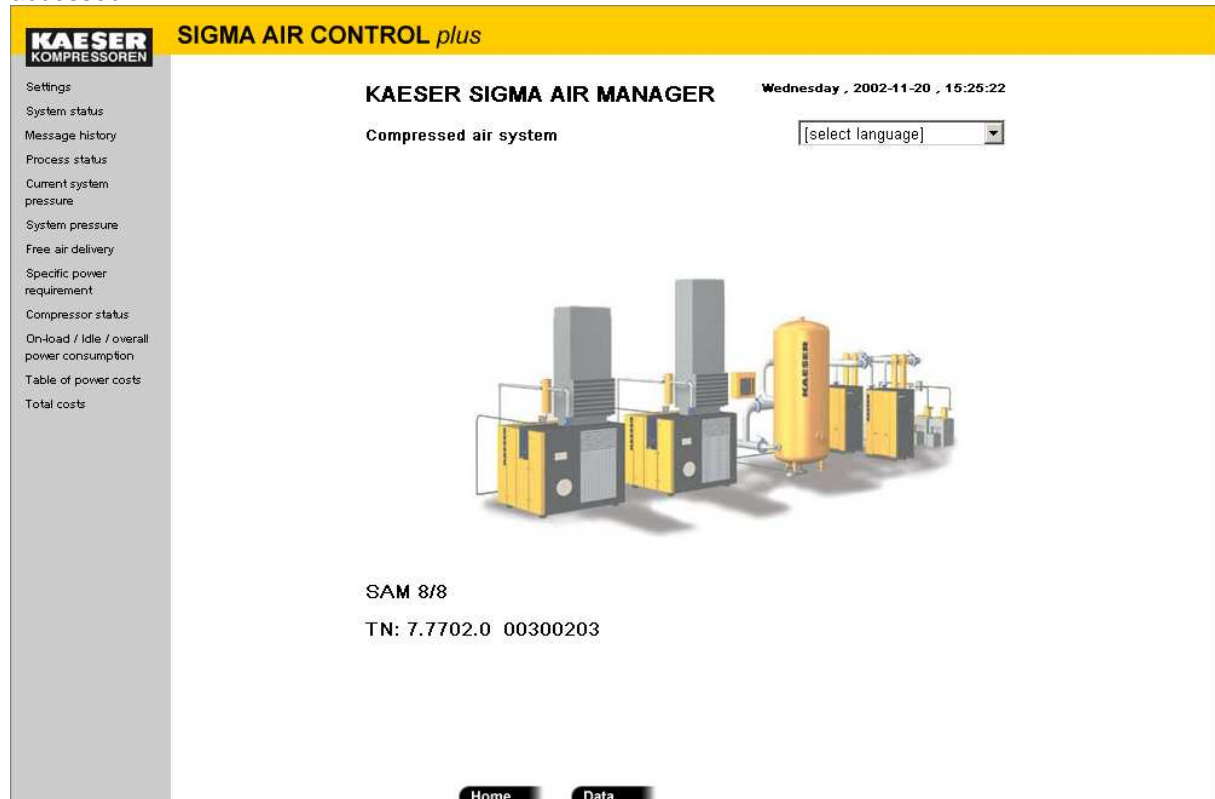 KAESER
KOMPRESSOREN
SIGMA AIR CONTROL plus
Settings
System status
Message history
Process status
Current system
pressure
System pressure
Free air delivery
Specific power
requirement
Compressor status
On-load / Idle / overall
power consumption
Table of power costs
Total costs
KAESER SIGMA AIR MANAGER
Wednesday , 2002-11-20 , 15:25:22
Compressed air system
[select language]
KAESER
SAM 8/8
TN: 7.7702.0 00300203
Home
Data